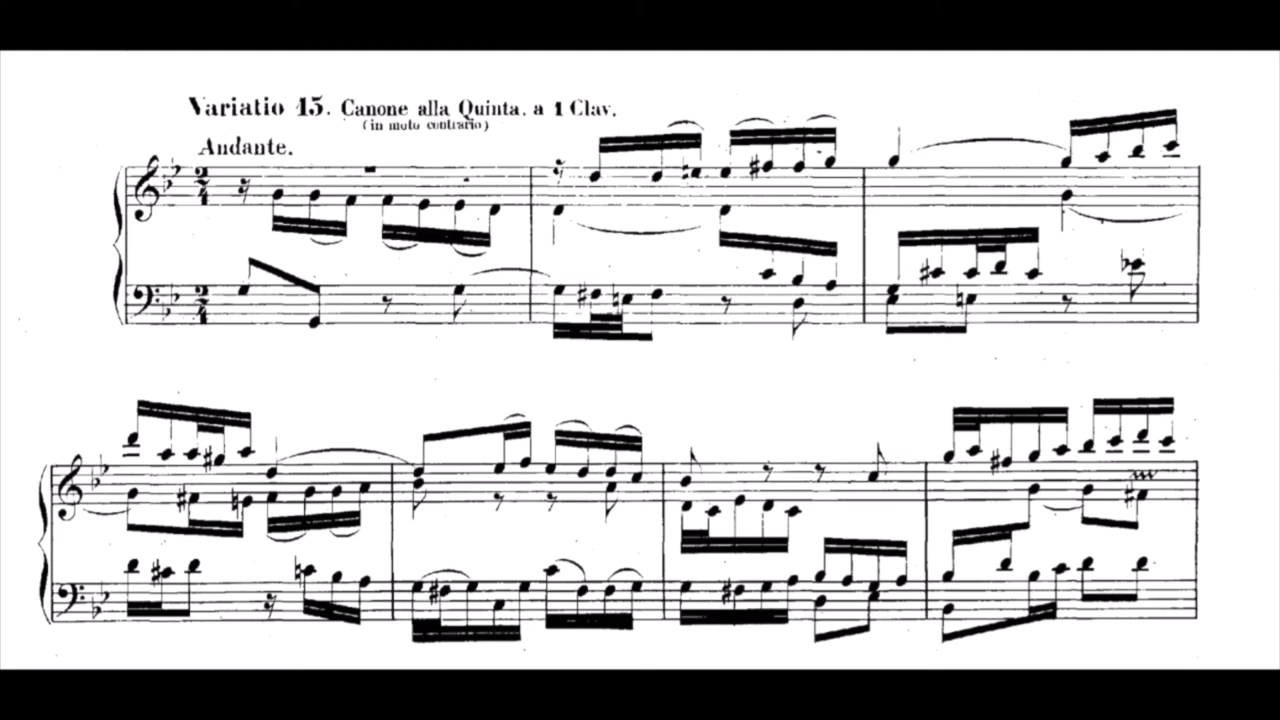 Variatio 15. Canone alla Quinta. a 1 Clav.
(in moto contrario)
Andante.